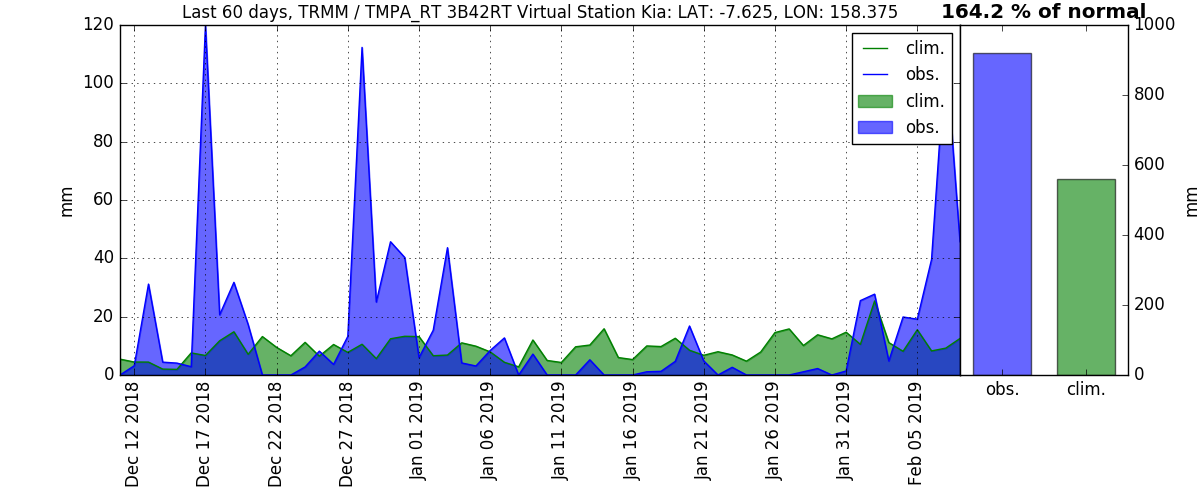 Last 60 days, TRMM / TMPA_RT 3B42RT Virtual Station Kia: LAT: -7.625, LON: 158.375
164.2 % of normal
120
100
80
60
40
20
0
mm
clim.
obs.
clim.
obs.
1000
800
600
400
200
0
mm
obs.
clim.
Dec 12 2018
Dec 17 2018
Dec 22 2018
Dec 27 2018
Jan 01 2019
Jan 06 2019
Jan 11 2019
Jan 16 2019
Jan 21 2019
Jan 26 2019
Jan 31 2019
Feb 05 2019